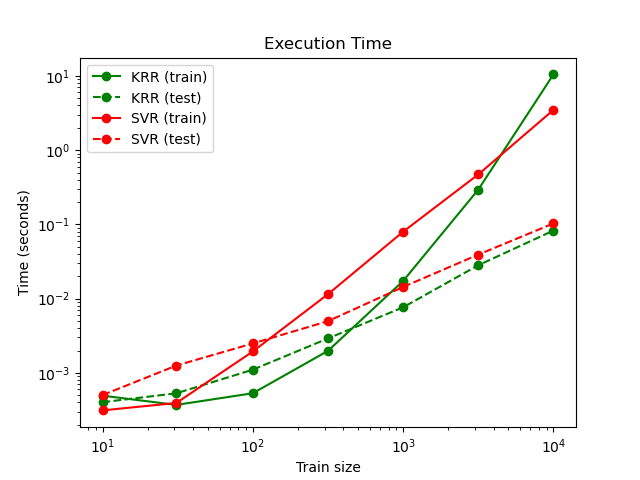 Execution Time
KRR (train)
KRR (test)
SVR (train)
SVR (test)
10¹
10⁰
10⁻¹
10⁻²
10⁻³
Time (seconds)
10¹ 10² 10³ 10⁴
Train size